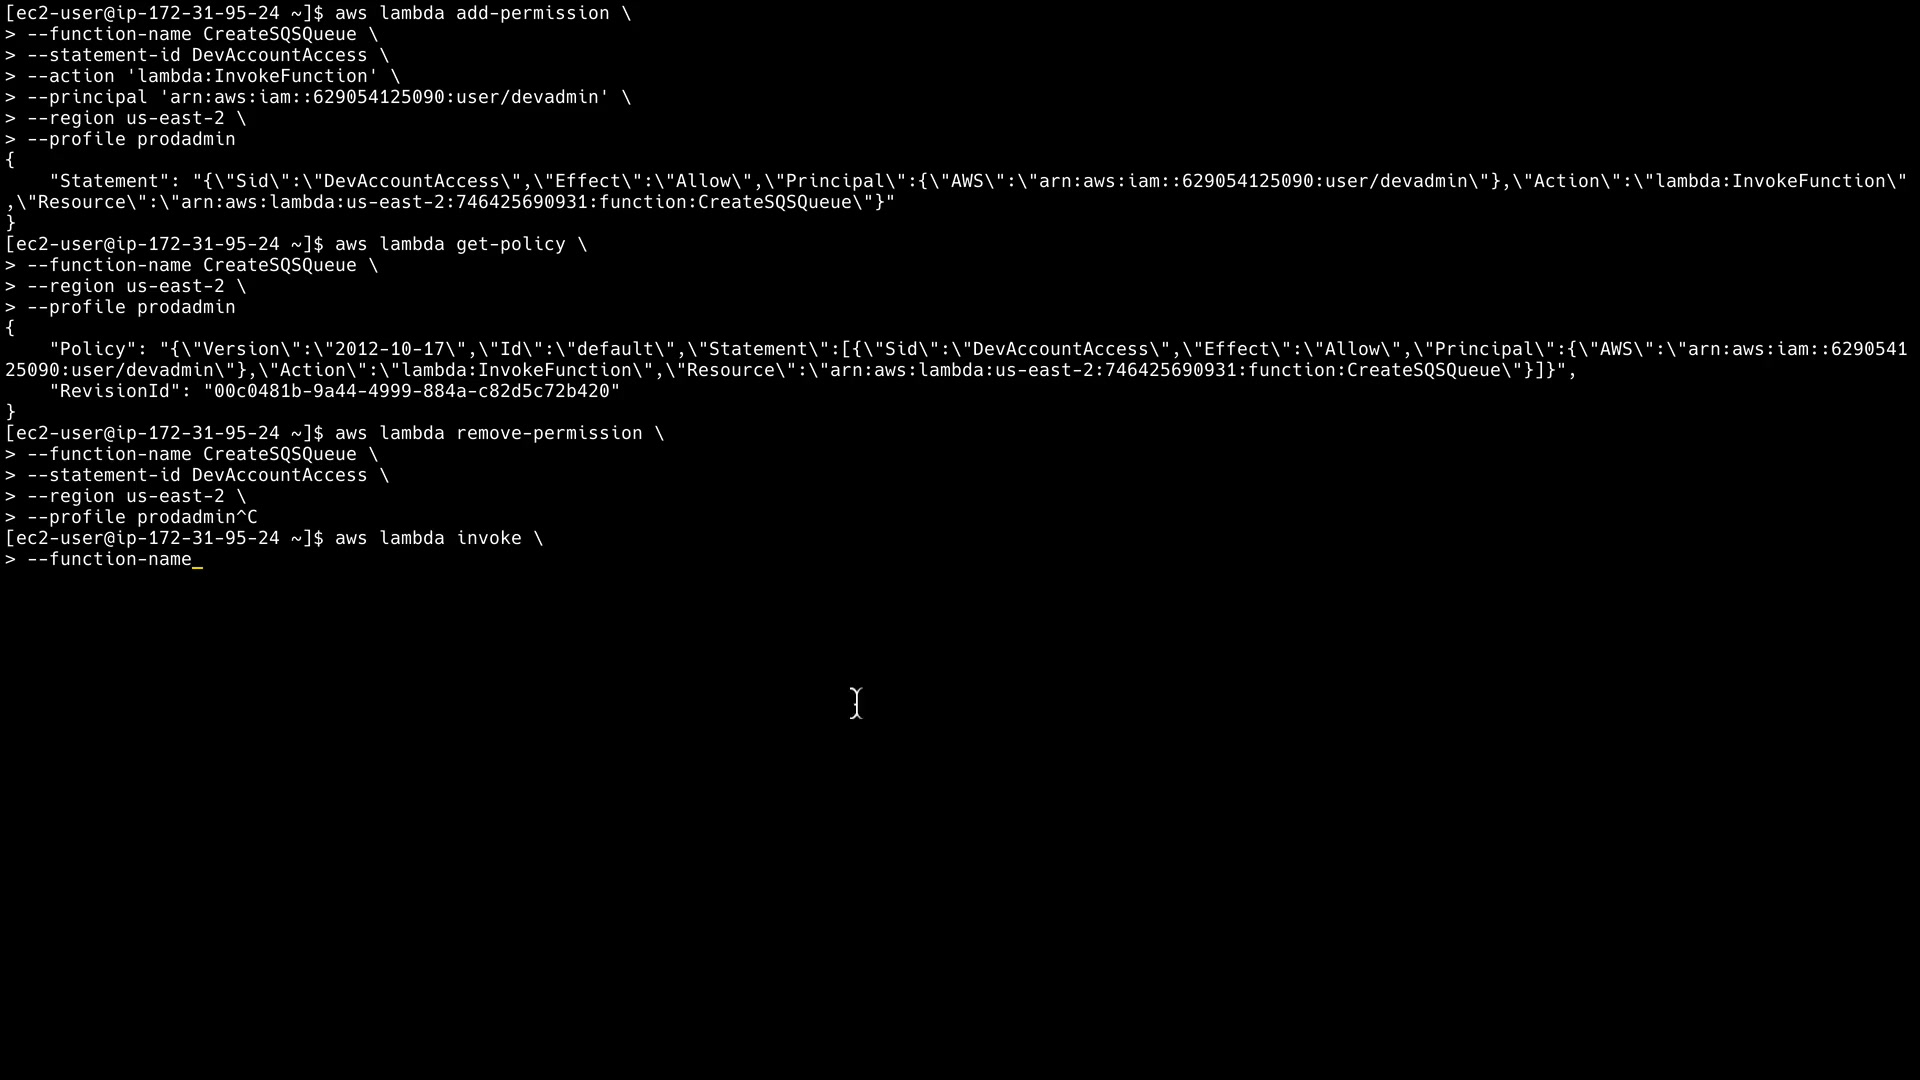 [ec2-user@ip-172-31-95-24 ~]$ aws lambda add-permission \
> --function-name CreateSQSQueue \
> --statement-id DevAccountAccess \
> --action 'lambda:InvokeFunction' \
> --principal 'arn:aws:iam::629054125090:user/devadmin' \
> --region us-east-2 \
> --profile prodadmin
{
    "Statement": "{\"Sid\":\"DevAccountAccess\",\"Effect\":\"Allow\",\"Principal\":{\"AWS\":\"arn:aws:iam::629054125090:user/devadmin\"},\"Action\":\"lambda:InvokeFunction\"
,\"Resource\":\"arn:aws:lambda:us-east-2:746425690931:function:CreateSQSQueue\"}"
}
[ec2-user@ip-172-31-95-24 ~]$ aws lambda get-policy \
> --function-name CreateSQSQueue \
> --region us-east-2 \
> --profile prodadmin
{
    "Policy": "{\"Version\":\"2012-10-17\",\"Id\":\"default\",\"Statement\":[{\"Sid\":\"DevAccountAccess\",\"Effect\":\"Allow\",\"Principal\":{\"AWS\":\"arn:aws:iam::6290541
25090:user/devadmin\"},\"Action\":\"lambda:InvokeFunction\",\"Resource\":\"arn:aws:lambda:us-east-2:746425690931:function:CreateSQSQueue\"}]}",
    "RevisionId": "00c0481b-9a44-4999-884a-c82d5c72b420"
}
[ec2-user@ip-172-31-95-24 ~]$ aws lambda remove-permission \
> --function-name CreateSQSQueue \
> --statement-id DevAccountAccess \
> --region us-east-2 \
> --profile prodadmin^C
[ec2-user@ip-172-31-95-24 ~]$ aws lambda invoke \
> --function-name_